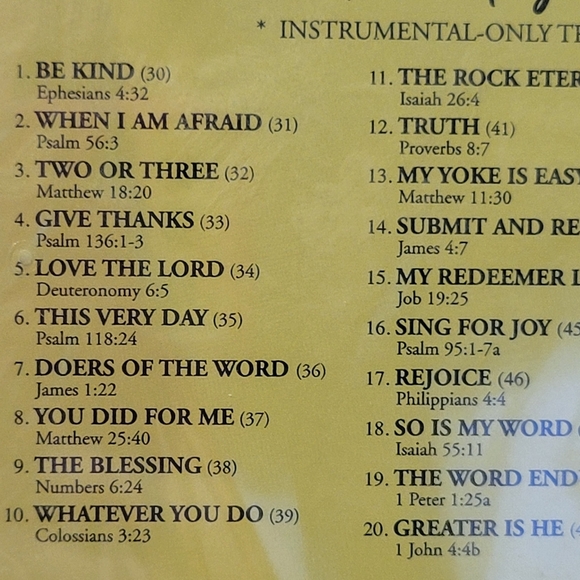 * INSTRUMENTAL-ONLY
1. BE KIND (30)
Ephesians 4:32
2. WHEN I AM AFRAID (31)
Psalm 56:3
3. TWO OR THREE (32)
Matthew 18:20
4. GIVE THANKS (33)
Psalm 136:1-3
5. LOVE THE LORD (34)
Deuteronomy 6:5
6. THIS VERY DAY (35)
Psalm 118:24
7. DOERS OF THE WORD (36)
James 1:22
8. YOU DID FOR ME (37)
Matthew 25:40
9. THE BLESSING (38)
Numbers 6:24
10. WHATEVER YOU DO (39)
Colossians 3:23
11. THE ROCK ETER
Isaiah 26:4
12. TRUTH (41)
Proverbs 8:7
13. MY YOKE IS EASY
Matthew 11:30
14. SUBMIT AND RE
James 4:7
15. MY REDEEMER L
Job 19:25
16. SING FOR JOY (45
Psalm 95:1-7a
17. REJOICE (46)
Philippians 4:4
18. SO IS MY WORD (
Isaiah 55:11
19. THE WORD END
1 Peter 1:25a
20. GREATER IS HE (4
1 John 4:4b